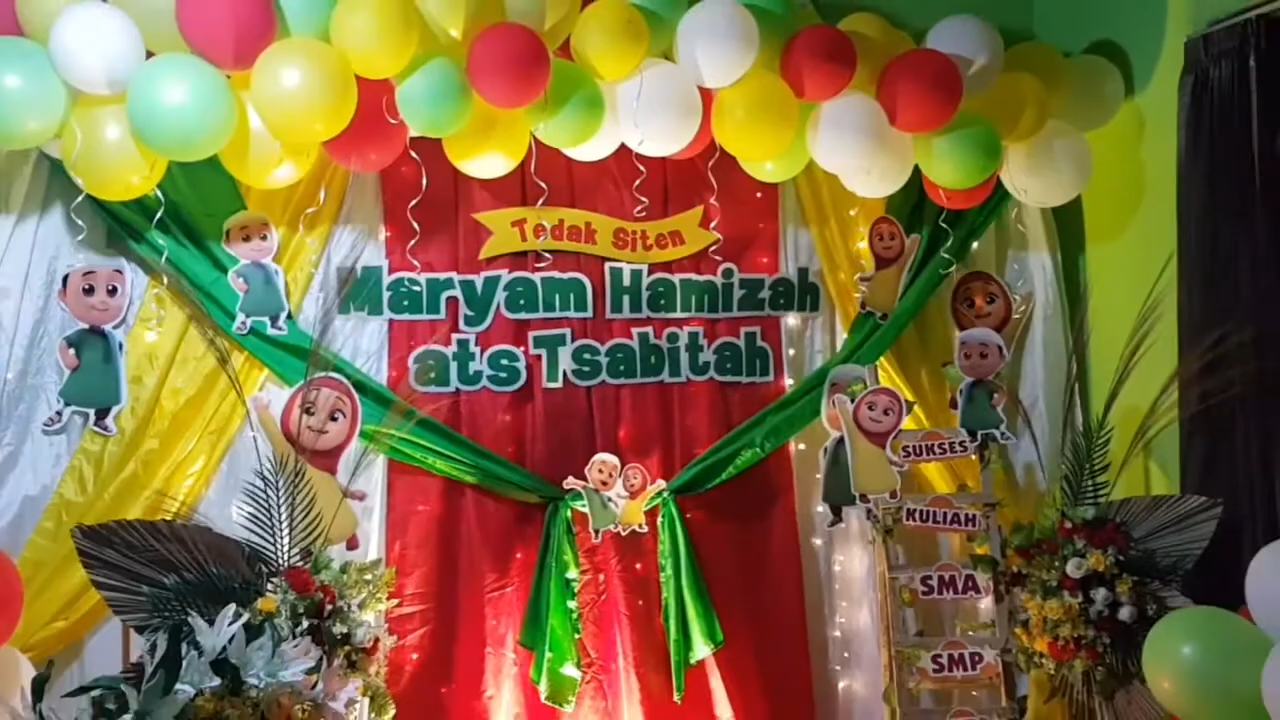 Tedak Siten
Maryam Hamizah
ats Tsabitah
SUKSES
KULIAH
SMA
SMP